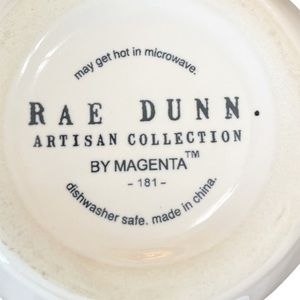 may get hot in microwave.
RAE DUNN.
ARTISAN COLLECTION
BY MAGENTA™
- 181 -
dishwasher safe. made in china.